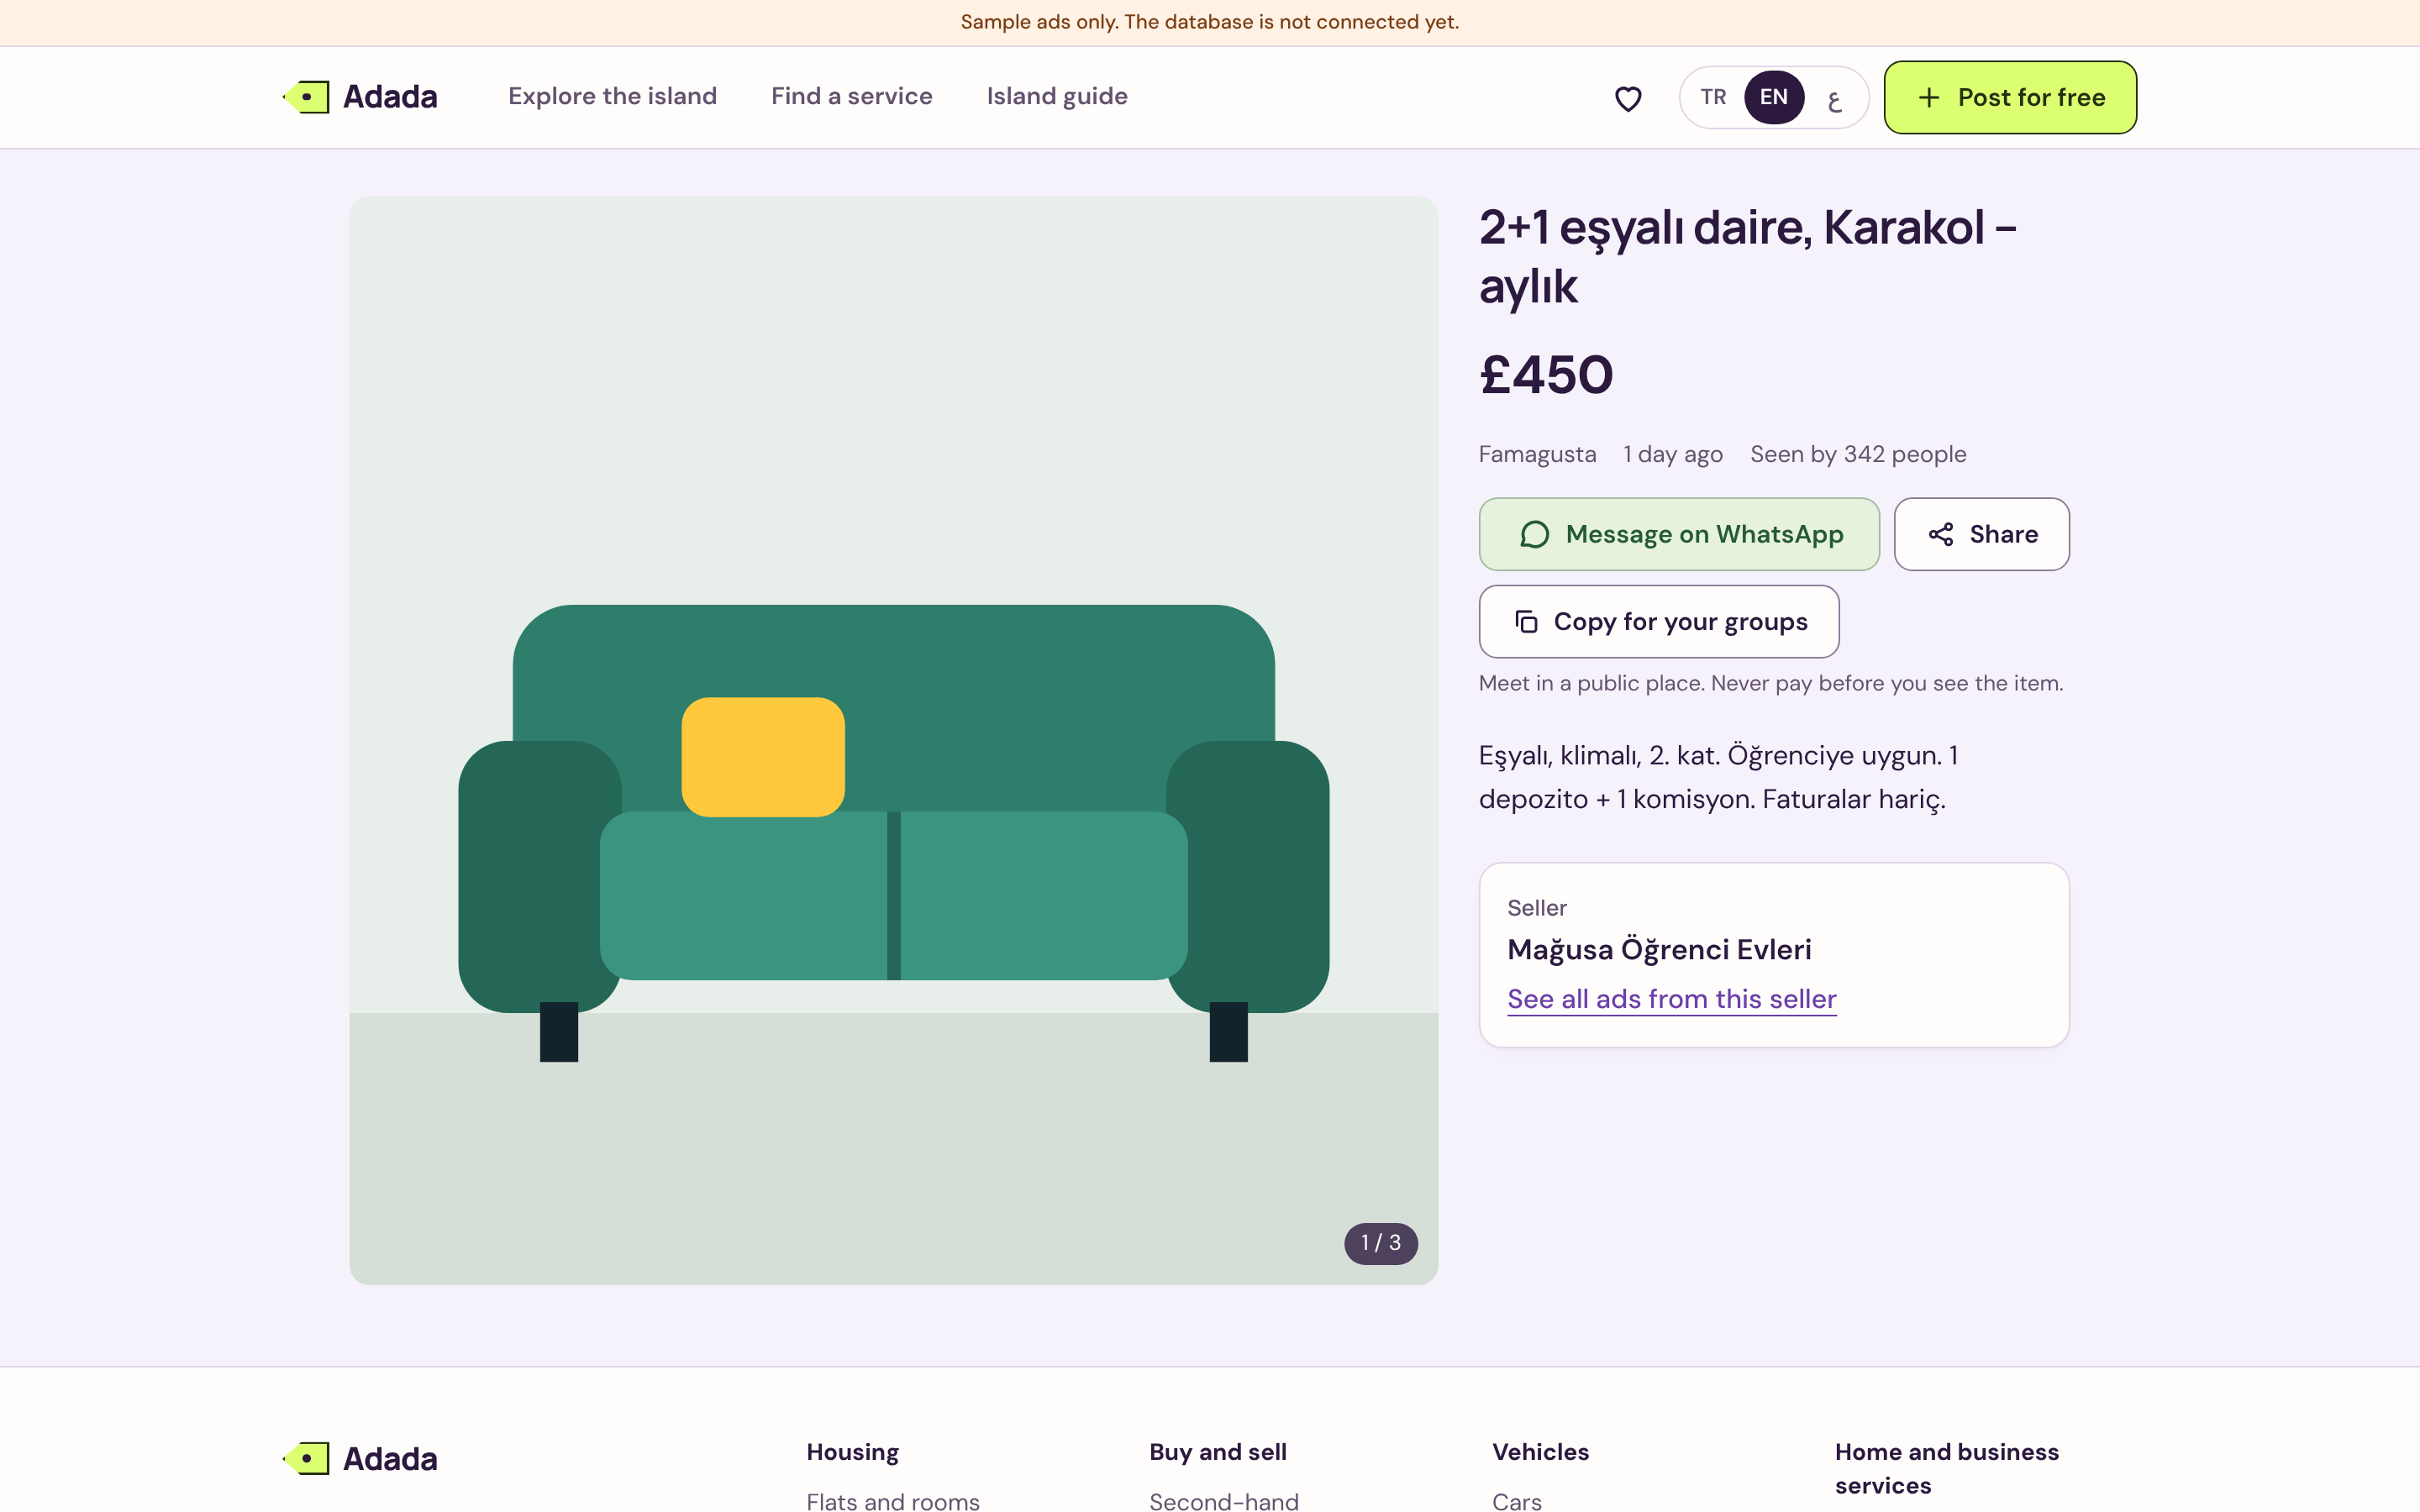 Sample ads only. The database is not connected yet.
Adada
Explore the island
Find a service
Island guide
TR
EN
ع
Post for free
2+1 eşyalı daire, Karakol –
aylık
£450
Famagusta
1 day ago
Seen by 342 people
Message on WhatsApp
Share
Copy for your groups
Meet in a public place. Never pay before you see the item.
Eşyalı, klimalı, 2. kat. Öğrenciye uygun. 1
depozito + 1 komisyon. Faturalar hariç.
Seller
Mağusa Öğrenci Evleri
See all ads from this seller
1 / 3
Adada
Housing
Flats and rooms
Buy and sell
Second-hand
Vehicles
Cars
Home and business
services